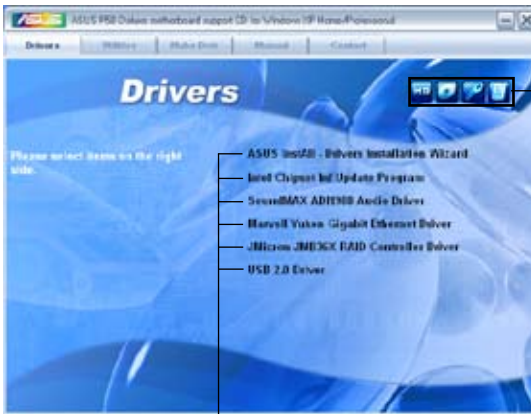 ASUS P5B Deluxe motherboard support CD for Windows XP Home/Professional
Drivers Utilities Make Disk Manual Contact
Drivers
Please select items on the right
side.
ASUS InstAll - Drivers Installation Wizard
Intel Chipset Inf Update Program
SoundMAX ADI1988 Audio Driver
Marvell Yukon Gigabit Ethernet Driver
JMicron JMB36X RAID Controller Driver
USB 2.0 Driver